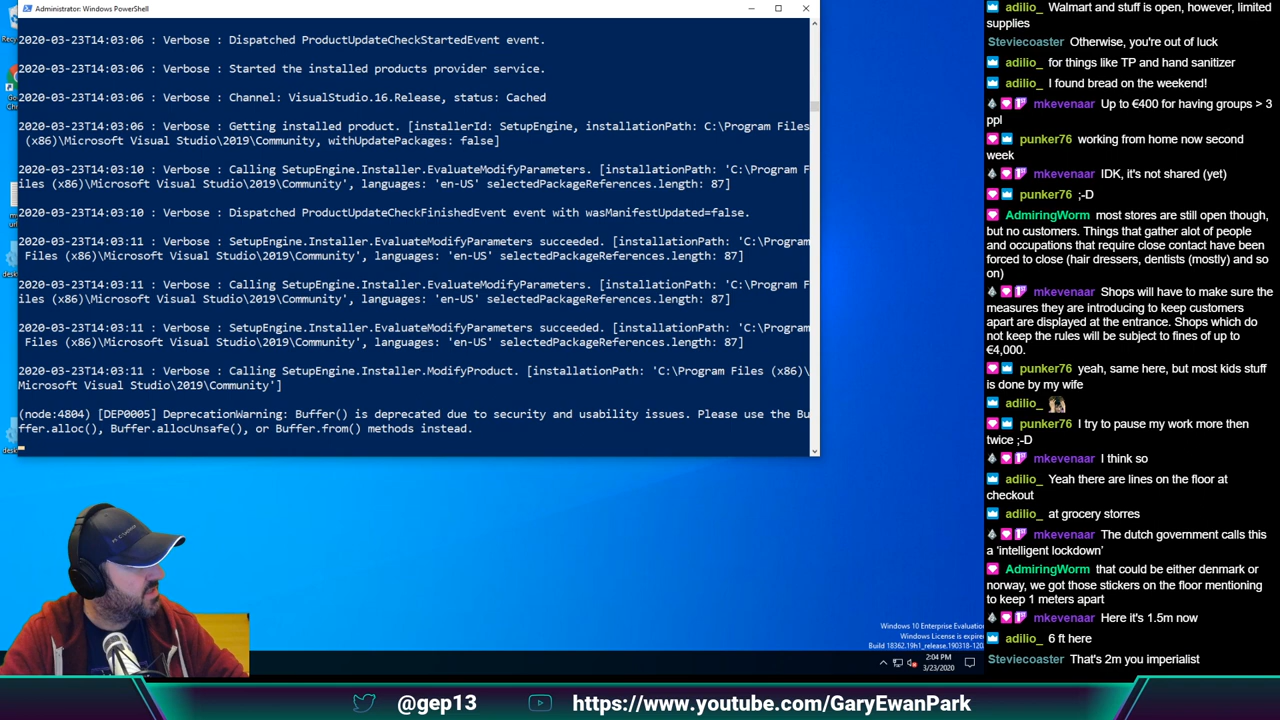 Administrator: Windows PowerShell
2020-03-23T14:03:06 : Verbose : Dispatched ProductUpdateCheckStartedEvent event.
2020-03-23T14:03:06 : Verbose : Started the installed products provider service.
2020-03-23T14:03:06 : Verbose : Channel: VisualStudio.16.Release, status: Cached
2020-03-23T14:03:06 : Verbose : Getting installed product. [installerId: SetupEngine, installationPath: C:\Program Files
(x86)\Microsoft Visual Studio\2019\Community, withUpdatePackages: false]
2020-03-23T14:03:10 : Verbose : Calling SetupEngine.Installer.EvaluateModifyParameters. [installationPath: 'C:\Program F
iles (x86)\Microsoft Visual Studio\2019\Community', languages: 'en-US' selectedPackageReferences.length: 87]
2020-03-23T14:03:10 : Verbose : Dispatched ProductUpdateCheckFinishedEvent event with wasManifestUpdated=false.
2020-03-23T14:03:11 : Verbose : SetupEngine.Installer.EvaluateModifyParameters succeeded. [installationPath: 'C:\Program
Files (x86)\Microsoft Visual Studio\2019\Community', languages: 'en-US' selectedPackageReferences.length: 87]
2020-03-23T14:03:11 : Verbose : Calling SetupEngine.Installer.EvaluateModifyParameters. [installationPath: 'C:\Program F
iles (x86)\Microsoft Visual Studio\2019\Community', languages: 'en-US' selectedPackageReferences.length: 87]
2020-03-23T14:03:11 : Verbose : SetupEngine.Installer.EvaluateModifyParameters succeeded. [installationPath: 'C:\Program
Files (x86)\Microsoft Visual Studio\2019\Community', languages: 'en-US' selectedPackageReferences.length: 87]
2020-03-23T14:03:11 : Verbose : Calling SetupEngine.Installer.ModifyProduct. [installationPath: 'C:\Program Files (x86)\
Microsoft Visual Studio\2019\Community']
(node:4804) [DEP0005] DeprecationWarning: Buffer() is deprecated due to security and usability issues. Please use the Bu
ffer.alloc(), Buffer.allocUnsafe(), or Buffer.from() methods instead.
Windows 10 Enterprise Evaluation
Windows License is expire
Build 18362.19h1_release.190318-120
2:04 PM
3/23/2020
adilio_ Walmart and stuff is open, however, limited
supplies
Steviecoaster Otherwise, you're out of luck
adilio_ for things like TP and hand sanitizer
adilio_ I found bread on the weekend!
mkevenaar Up to €400 for having groups > 3
ppl
punker76 working from home now second
week
mkevenaar IDK, it's not shared (yet)
punker76 ;-D
AdmiringWorm most stores are still open though,
but no customers. Things that gather alot of people
and occupations that require close contact have been
forced to close (hair dressers, dentists (mostly) and so
on)
mkevenaar Shops will have to make sure the
measures they are introducing to keep customers
apart are displayed at the entrance. Shops which do
not keep the rules will be subject to fines of up to
€4,000.
punker76 yeah, same here, but most kids stuff
is done by my wife
adilio_
punker76 I try to pause my work more then
twice ;-D
mkevenaar I think so
adilio_ Yeah there are lines on the floor at
checkout
adilio_ at grocery storres
mkevenaar The dutch government calls this
a ‘intelligent lockdown’
AdmiringWorm that could be either denmark or
norway, we got those stickers on the floor mentioning
to keep 1 meters apart
mkevenaar Here it's 1.5m now
adilio_ 6 ft here
Steviecoaster That's 2m you imperialist
@gep13
https://www.youtube.com/GaryEwanPark